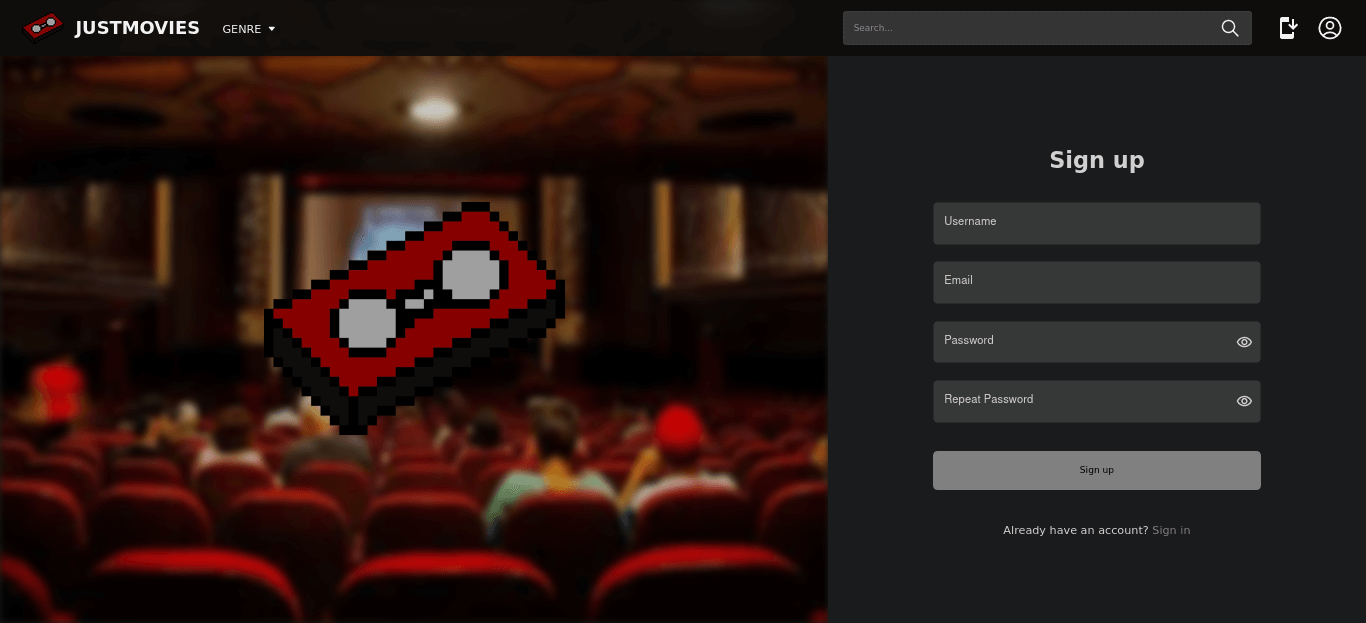 JUSTMOVIES
GENRE
Search...
Sign up
Username
Email
Password
Repeat Password
Sign up
Already have an account? Sign in